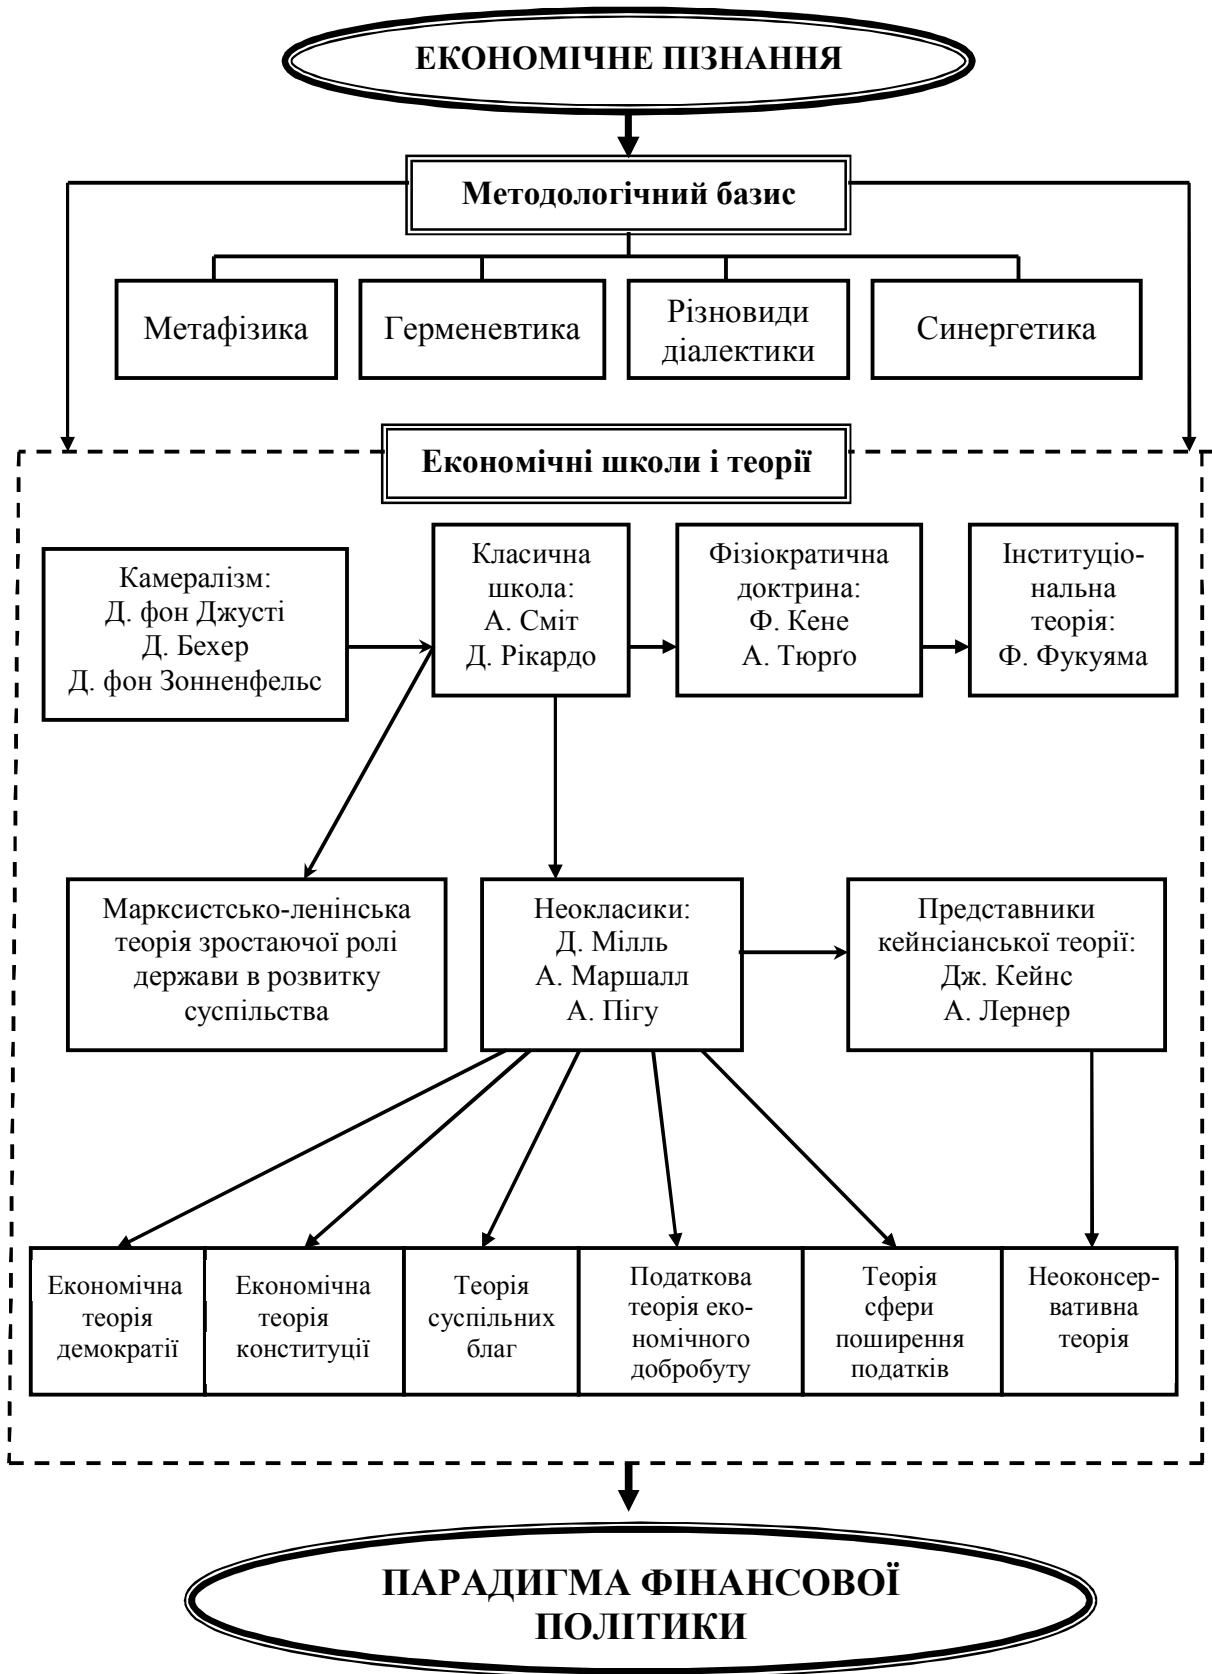 ЕКОНОМІЧНЕ ПІЗНАННЯ
Методологічний базис
Метафізика
Герменевтика
Різновиди
діалектики
Синергетика
Економічні школи і теорії
Камералізм:
Д. фон Джусті
Д. Бехер
Д. фон Зонненфельс
Класична
школа:
А. Сміт
Д. Рікардо
Фізіократична
доктрина:
Ф. Кене
А. Тюрґо
Інституціо-
нальна
теорія:
Ф. Фукуяма
Марксистсько-ленінська
теорія зростаючої ролі
держави в розвитку
суспільства
Неокласики:
Д. Мілль
А. Маршалл
А. Пігу
Представники
кейнсіанської теорії:
Дж. Кейнс
А. Лернер
Економічна
теорія
демократії
Економічна
теорія
конституції
Теорія
суспільних
благ
Податкова
теорія еко-
номічного
добробуту
Теорія
сфери
поширення
податків
Неоконсер-
вативна
теорія
ПАРАДИГМА ФІНАНСОВОЇ
ПОЛІТИКИ